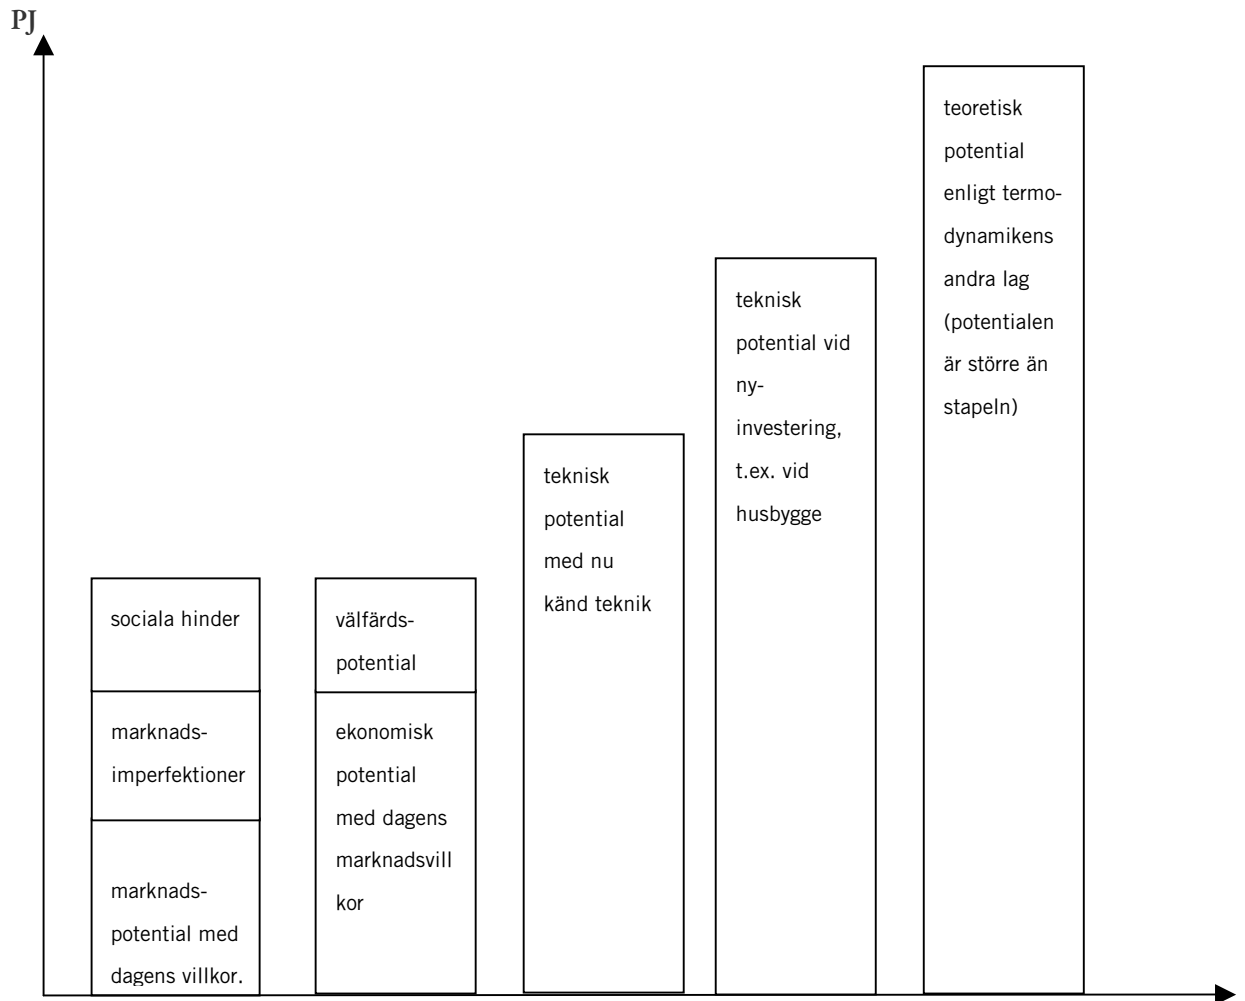 PJ
sociala hinder
marknads-
imperfektioner
marknads-
potential med
dagens villkor.
välfärds-
potential
ekonomisk
potential
med dagens
marknadsvill
kor
teknisk
potential
med nu
känd teknik
teknisk
potential vid
ny-
investering,
t.ex. vid
husbygge
teoretisk
potential
enligt termo-
dynamikens
andra lag
(potentialen
är större än
stapeln)